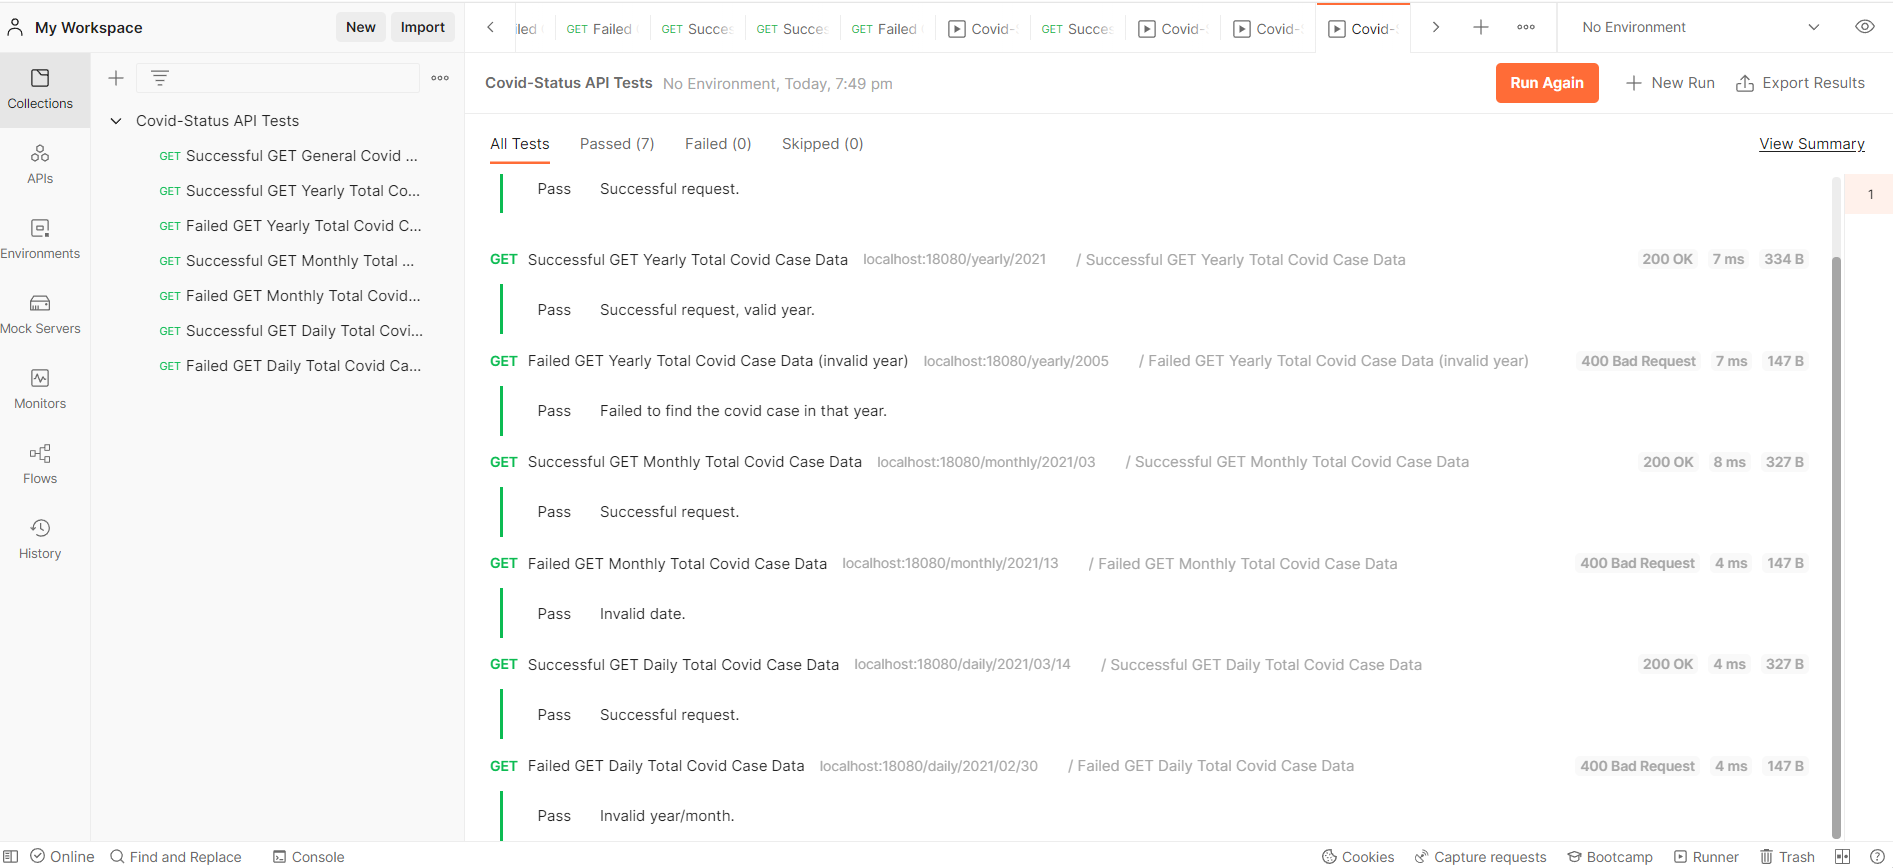 My Workspace
New
Import
iled
GET Failed
GET Succes
GET Succes
GET Failed
Covid-
GET Succes
Covid-
Covid-
Covid-
No Environment
Collections
APIs
Environments
Mock Servers
Monitors
Flows
History
Covid-Status API Tests
GET Successful GET General Covid ...
GET Successful GET Yearly Total Co...
GET Failed GET Yearly Total Covid C...
GET Successful GET Monthly Total ...
GET Failed GET Monthly Total Covid...
GET Successful GET Daily Total Covi...
GET Failed GET Daily Total Covid Ca...
Covid-Status API Tests No Environment, Today, 7:49 pm
Run Again
New Run
Export Results
All Tests Passed (7) Failed (0) Skipped (0)
View Summary
1
Pass Successful request.
GET Successful GET Yearly Total Covid Case Data localhost:18080/yearly/2021 / Successful GET Yearly Total Covid Case Data 200 OK 7 ms 334 B
Pass Successful request, valid year.
GET Failed GET Yearly Total Covid Case Data (invalid year) localhost:18080/yearly/2005 / Failed GET Yearly Total Covid Case Data (invalid year) 400 Bad Request 7 ms 147 B
Pass Failed to find the covid case in that year.
GET Successful GET Monthly Total Covid Case Data localhost:18080/monthly/2021/03 / Successful GET Monthly Total Covid Case Data 200 OK 8 ms 327 B
Pass Successful request.
GET Failed GET Monthly Total Covid Case Data localhost:18080/monthly/2021/13 / Failed GET Monthly Total Covid Case Data 400 Bad Request 4 ms 147 B
Pass Invalid date.
GET Successful GET Daily Total Covid Case Data localhost:18080/daily/2021/03/14 / Successful GET Daily Total Covid Case Data 200 OK 4 ms 327 B
Pass Successful request.
GET Failed GET Daily Total Covid Case Data localhost:18080/daily/2021/02/30 / Failed GET Daily Total Covid Case Data 400 Bad Request 4 ms 147 B
Pass Invalid year/month.
Online
Find and Replace
Console
Cookies
Capture requests
Bootcamp
Runner
Trash